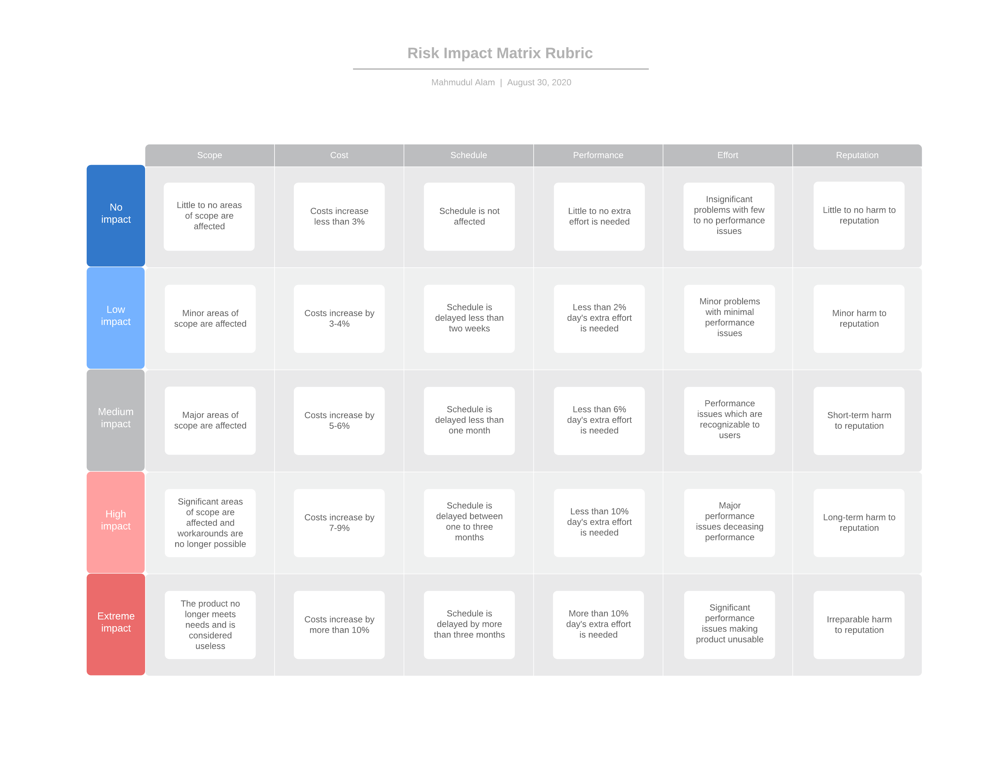 Risk Impact Matrix Rubric
Mahmudul Alam | August 30, 2020
Scope
Cost
Schedule
Performance
Effort
Reputation
No
impact
Little to no areas
of scope are
affected
Costs increase
less than 3%
Schedule is not
affected
Little to no extra
effort is needed
Insignificant
problems with few
to no performance
issues
Little to no harm to
reputation
Low
impact
Minor areas of
scope are affected
Costs increase by
3-4%
Schedule is
delayed less than
two weeks
Less than 2%
day's extra effort
is needed
Minor problems
with minimal
performance
issues
Minor harm to
reputation
Medium
impact
Major areas of
scope are affected
Costs increase by
5-6%
Schedule is
delayed less than
one month
Less than 6%
day's extra effort
is needed
Performance
issues which are
recognizable to
users
Short-term harm
to reputation
High
impact
Significant areas
of scope are
affected and
workarounds are
no longer possible
Costs increase by
7-9%
Schedule is
delayed between
one to three
months
Less than 10%
day's extra effort
is needed
Major
performance
issues deceasing
performance
Long-term harm to
reputation
Extreme
impact
The product no
longer meets
needs and is
considered
useless
Costs increase by
more than 10%
Schedule is
delayed by more
than three months
More than 10%
day's extra effort
is needed
Significant
performance
issues making
product unusable
Irreparable harm
to reputation